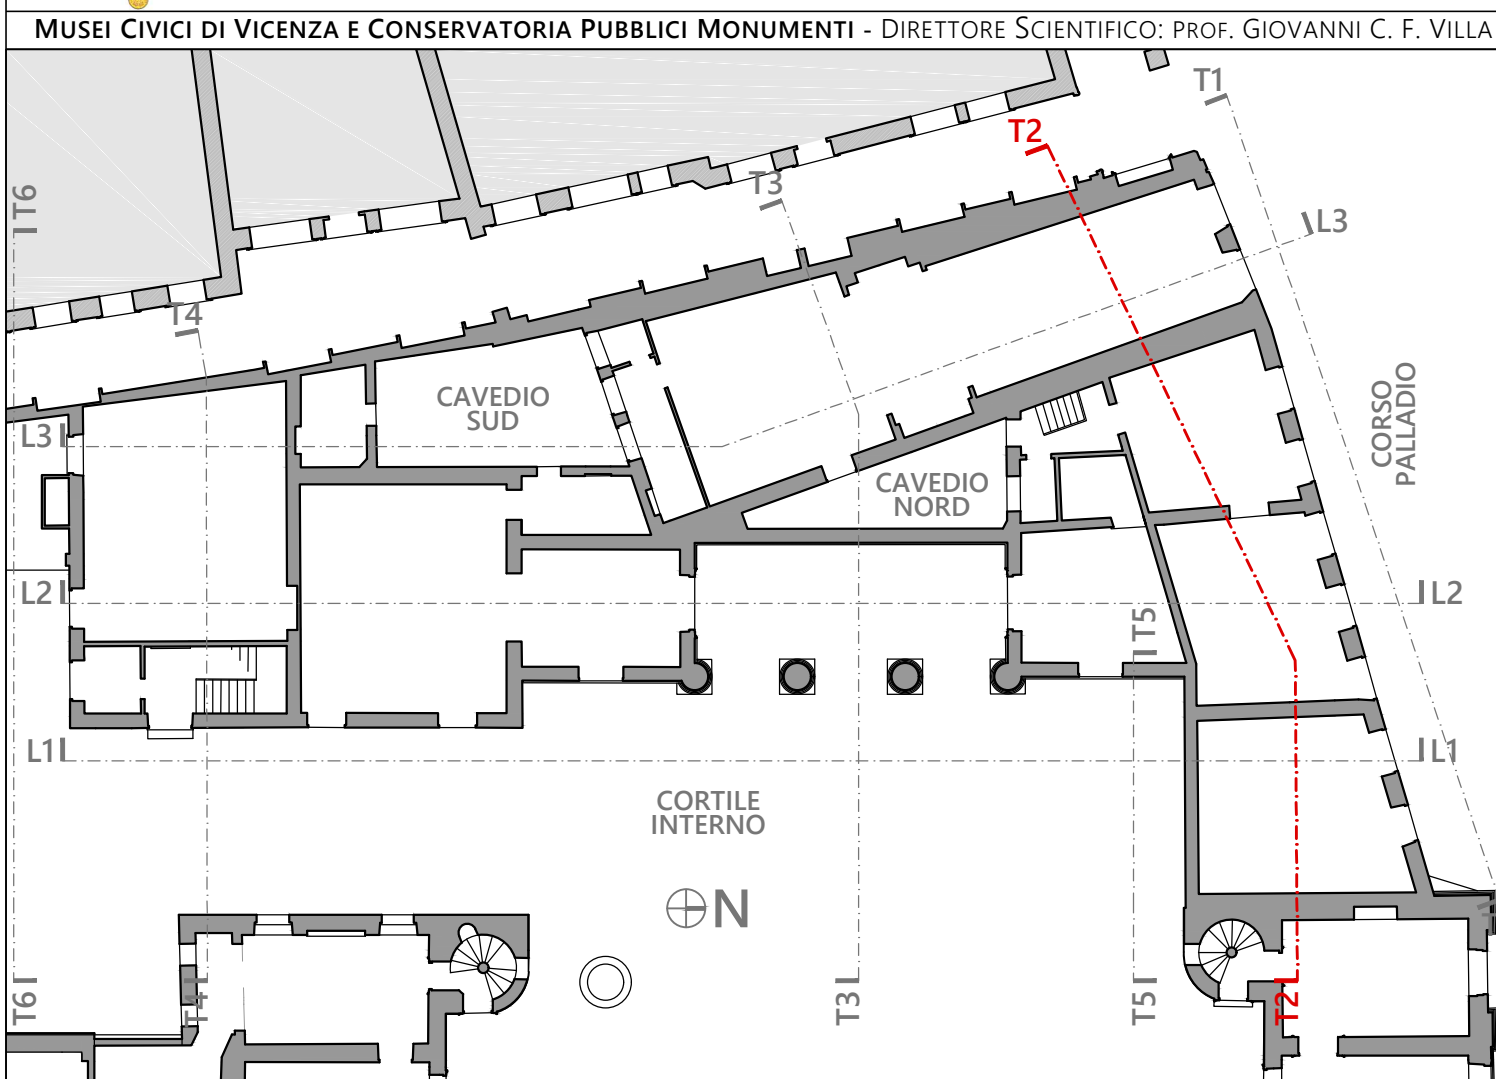 MUSEI CIVICI DI VICENZA E CONSERVATORIA PUBBLICI MONUMENTI - DIRETTORE SCIENTIFICO: PROF. GIOVANNI C. F. VILLA
T1
T2
T3
T6
L3
T4
CAVEDIO
SUD
CORSO
PALLADIO
L3
CAVEDIO
NORD
L2
L2
T5
L1
L1
CORTILE
INTERNO
N
T6
T4
T3
T5
T2